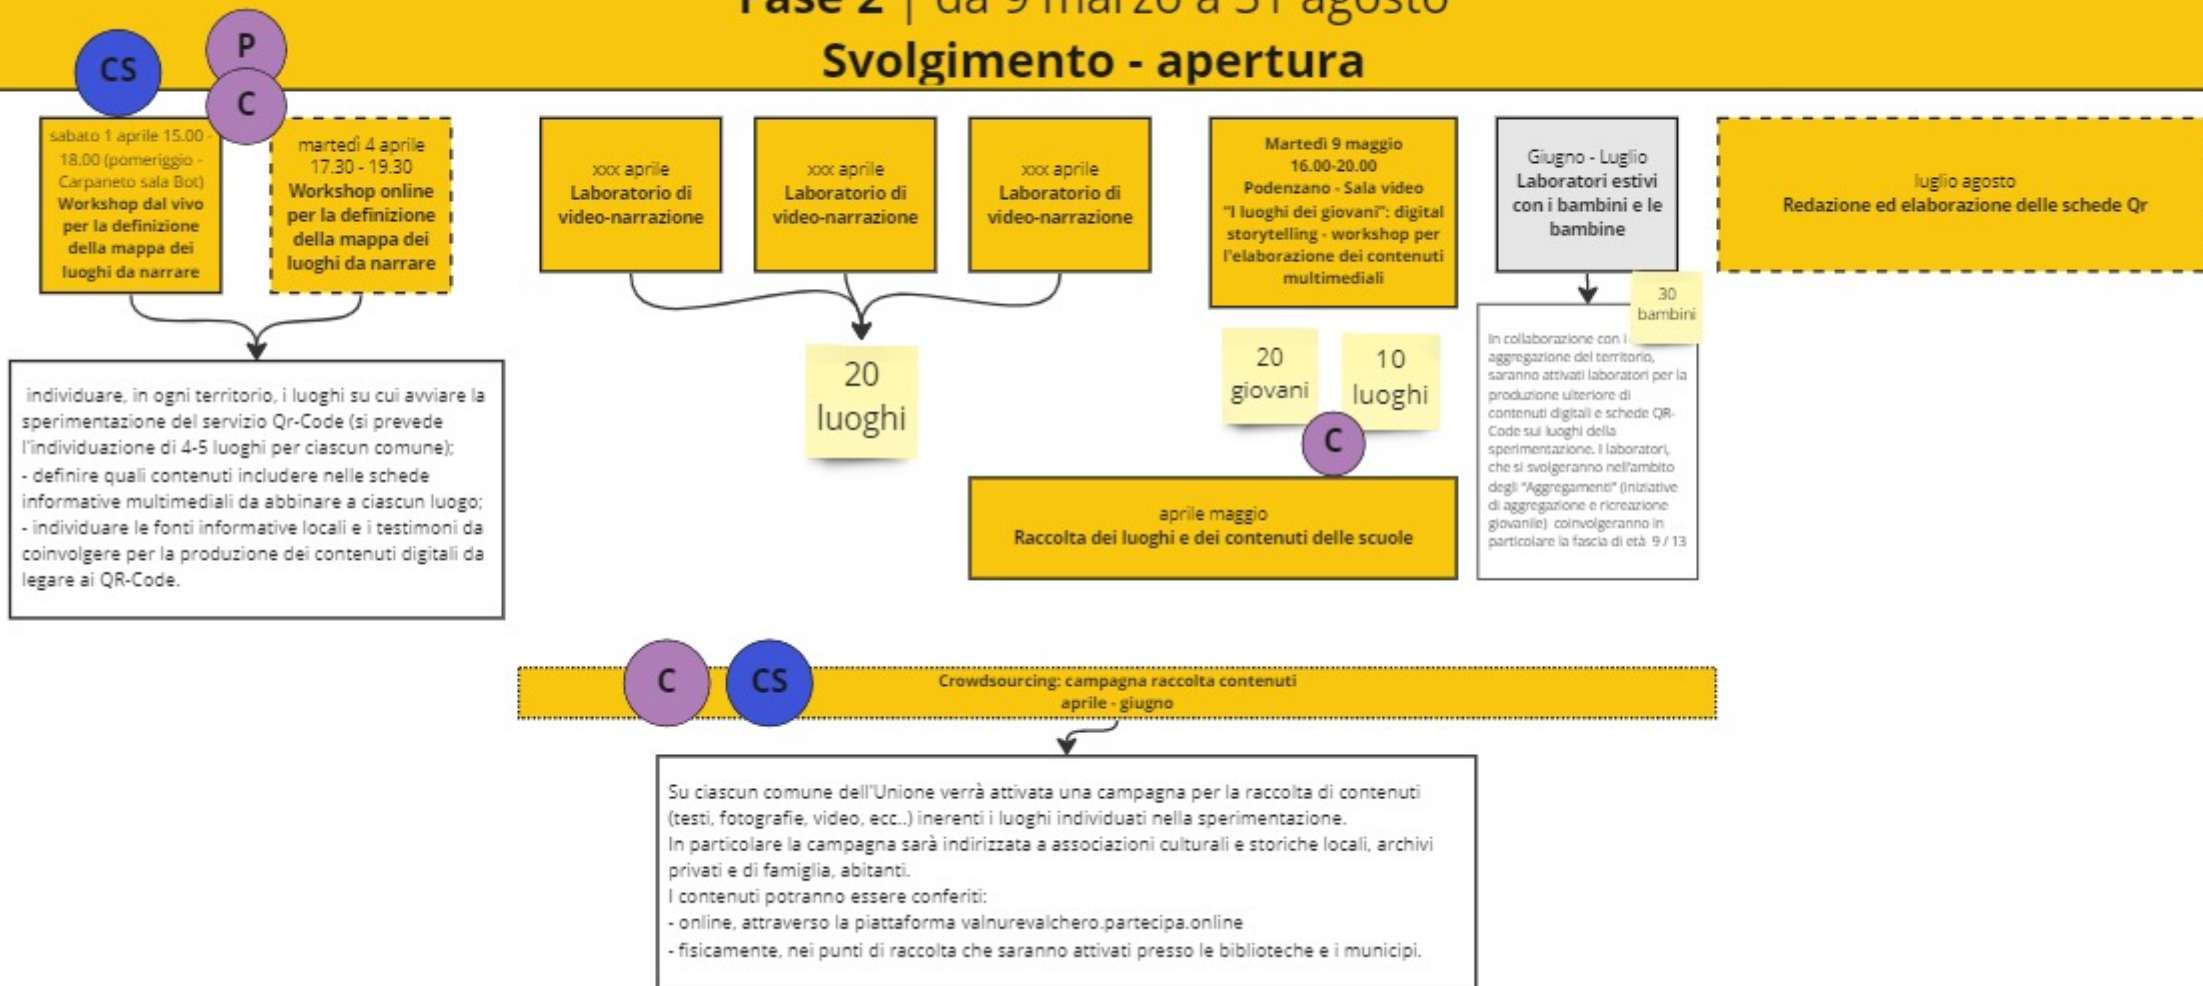 Fase 2 | da 9 marzo a 31 agosto
Svolgimento - apertura
CS
P
C
sabato 1 aprile 15.00 -
18.00 (pomeriggio -
Carpaneto sala Bot)
Workshop dal vivo
per la definizione
della mappa dei
luoghi da narrare
martedì 4 aprile
17.30 - 19.30
Workshop online
per la definizione
della mappa dei
luoghi da narrare
individuare, in ogni territorio, i luoghi su cui avviare la
sperimentazione del servizio Qr-Code (si prevede
l'individuazione di 4-5 luoghi per ciascun comune);
- definire quali contenuti includere nelle schede
informative multimediali da abbinare a ciascun luogo;
- individuare le fonti informative locali e i testimoni da
coinvolgere per la produzione dei contenuti digitali da
legare ai QR-Code.
xxx aprile
Laboratorio di
video-narrazione
xxx aprile
Laboratorio di
video-narrazione
xxx aprile
Laboratorio di
video-narrazione
20
luoghi
Martedì 9 maggio
16.00-20.00
Podenzano - Sala video
“I luoghi dei giovani”: digital
storytelling - workshop per
l'elaborazione dei contenuti
multimediali
20
giovani
10
luoghi
C
aprile maggio
Raccolta dei luoghi e dei contenuti delle scuole
Giugno - Luglio
Laboratori estivi
con i bambini e le
bambine
30
bambini
In collaborazione con i
aggregazione del territorio,
saranno attivati laboratori per la
produzione ulteriore di
contenuti digitali e schede QR-
Code sui luoghi della
sperimentazione. I laboratori,
che si svolgeranno nell'ambito
degli “Aggregamenti” (iniziative
di aggregazione e ricreazione
giovanile) coinvolgeranno in
particolare la fascia di età 9 / 13
luglio agosto
Redazione ed elaborazione delle schede Qr
C
CS
Crowdsourcing: campagna raccolta contenuti
aprile - giugno
Su ciascun comune dell'Unione verrà attivata una campagna per la raccolta di contenuti
(testi, fotografie, video, ecc..) inerenti i luoghi individuati nella sperimentazione.
In particolare la campagna sarà indirizzata a associazioni culturali e storiche locali, archivi
privati e di famiglia, abitanti.
I contenuti potranno essere conferiti:
- online, attraverso la piattaforma valnurevalchero.partecipa.online
- fisicamente, nei punti di raccolta che saranno attivati presso le biblioteche e i municipi.